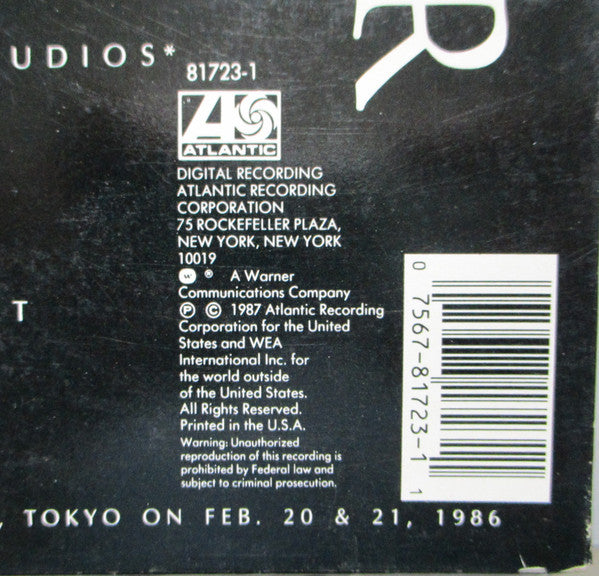 R
UDIOS*
81723-1
ATLANTIC
DIGITAL RECORDING
ATLANTIC RECORDING
CORPORATION
75 ROCKEFELLER PLAZA,
NEW YORK, NEW YORK
10019
w ® A Warner
Communications Company
℗ © 1987 Atlantic Recording
Corporation for the United
States and WEA
International Inc. for
the world outside
of the United States.
All Rights Reserved.
Printed in the U.S.A.
Warning: Unauthorized
reproduction of this recording is
prohibited by Federal law and
subject to criminal prosecution.
T
0 7567-81723-1 1
, TOKYO ON FEB. 20 & 21, 1986